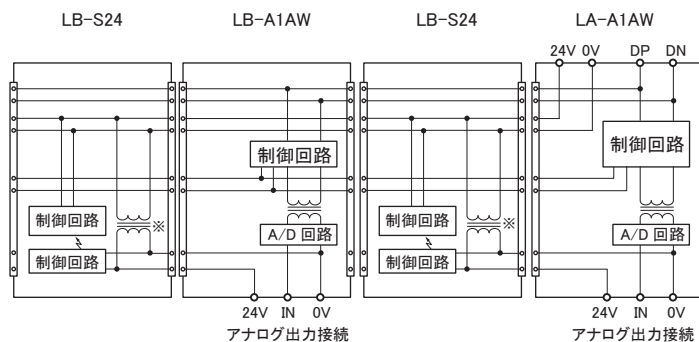 LB-S24 LB-A1AW LB-S24 LA-A1AW
24V 0V DP DN
制御回路 制御回路
制御回路 ※ 制御回路 ※
A/D 回路 A/D 回路
制御回路 制御回路
24V IN 0V 24V IN 0V
アナログ出力接続 アナログ出力接続